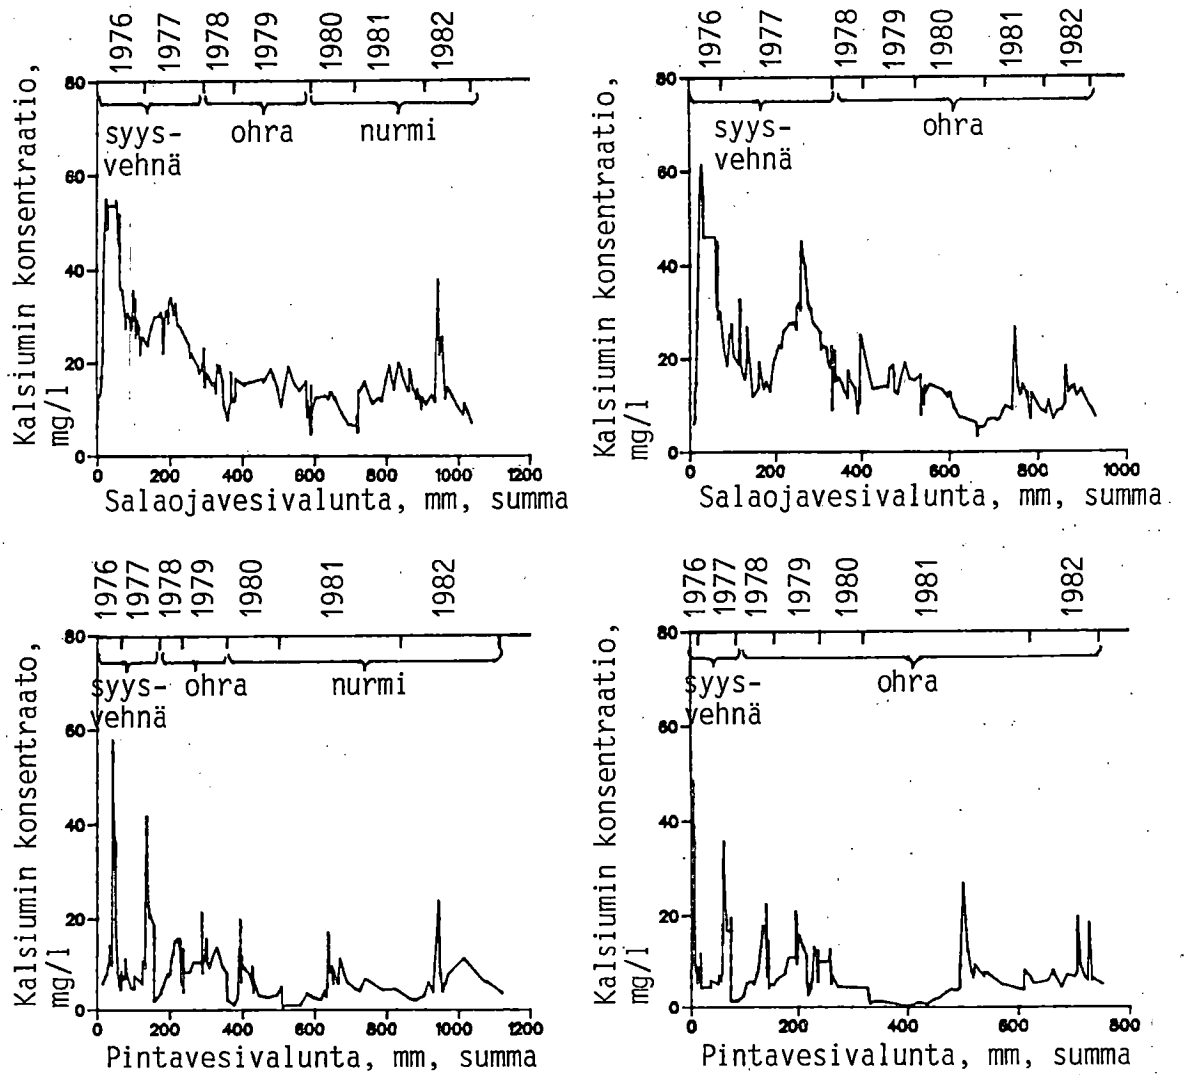 1976 1977 1978 1979 1980 1981 1982
Kalsiumin konsentraatio,
mg/l
80
60
40
20
0
syys-
vehnä
ohra
nurmi
0 200 400 600 800 1000 1200
Salaojavesivalunta, mm, summa
1976 1977 1978 1979 1980 1981 1982
Kalsiumin konsentraatio,
mg/l
80
60
40
20
0
syys-
vehnä
ohra
0 200 400 600 800 1000
Salaojavesivalunta, mm, summa
1976 1977 1978 1979 1980 1981 1982
Kalsiumin konsentraato,
mg/l
80
60
40
20
0
syys-
vehnä
ohra
nurmi
0 200 400 600 800 1000 1200
Pintavesivalunta, mm, summa
1976 1977 1978 1979 1980 1981 1982
Kalsiumin konsentraatio,
mg/l
80
60
40
20
0
syys-
vehnä
ohra
0 200 400 600 800
Pintavesivalunta, mm, summa